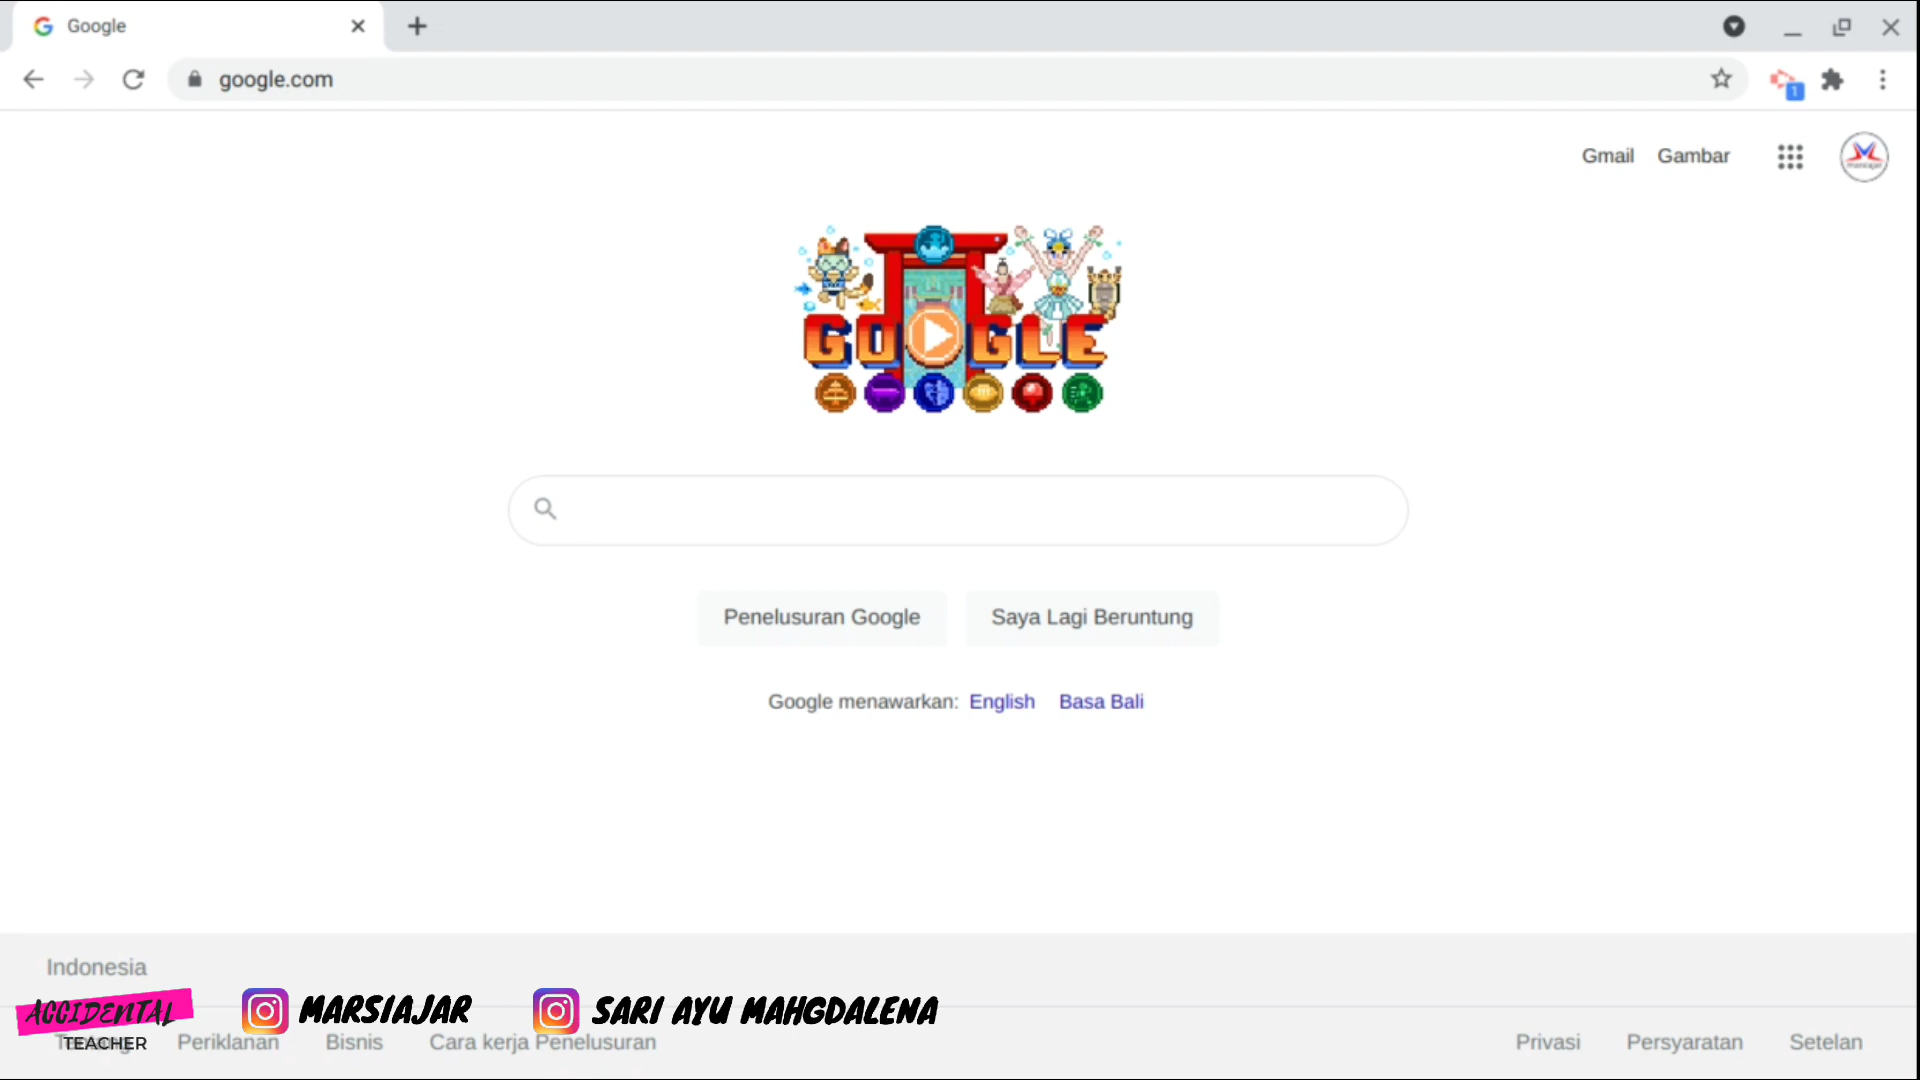 Google
google.com
1
Gmail Gambar
GOOGLE
Penelusuran Google Saya Lagi Beruntung
Google menawarkan: English Basa Bali
Indonesia
ACCIDENTAL
TEACHER
MARSIAJAR
SARI AYU MAHGDALENA
Periklanan Bisnis Cara kerja Penelusuran Privasi Persyaratan Setelan